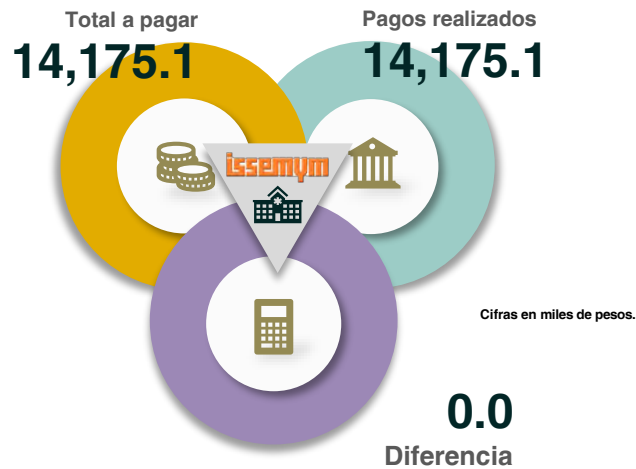 Total a pagar
14,175.1
Pagos realizados
14,175.1
issemym
Cifras en miles de pesos.
0.0
Diferencia